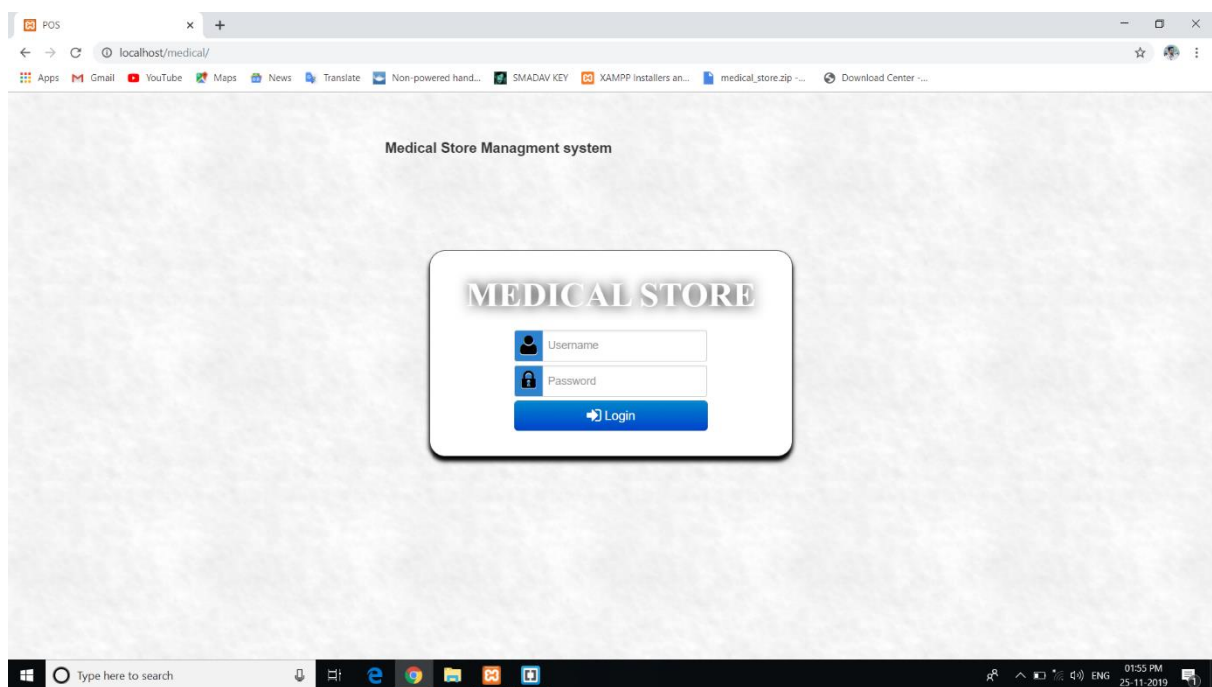 POS
localhost/medical/
Apps Gmail YouTube Maps News Translate Non-powered hand... SMADAV KEY XAMPP Installers an... medical_store.zip -... Download Center -...
Medical Store Managment system
MEDICAL STORE
Username
Password
Login
Type here to search
ENG
01:55 PM
25-11-2019